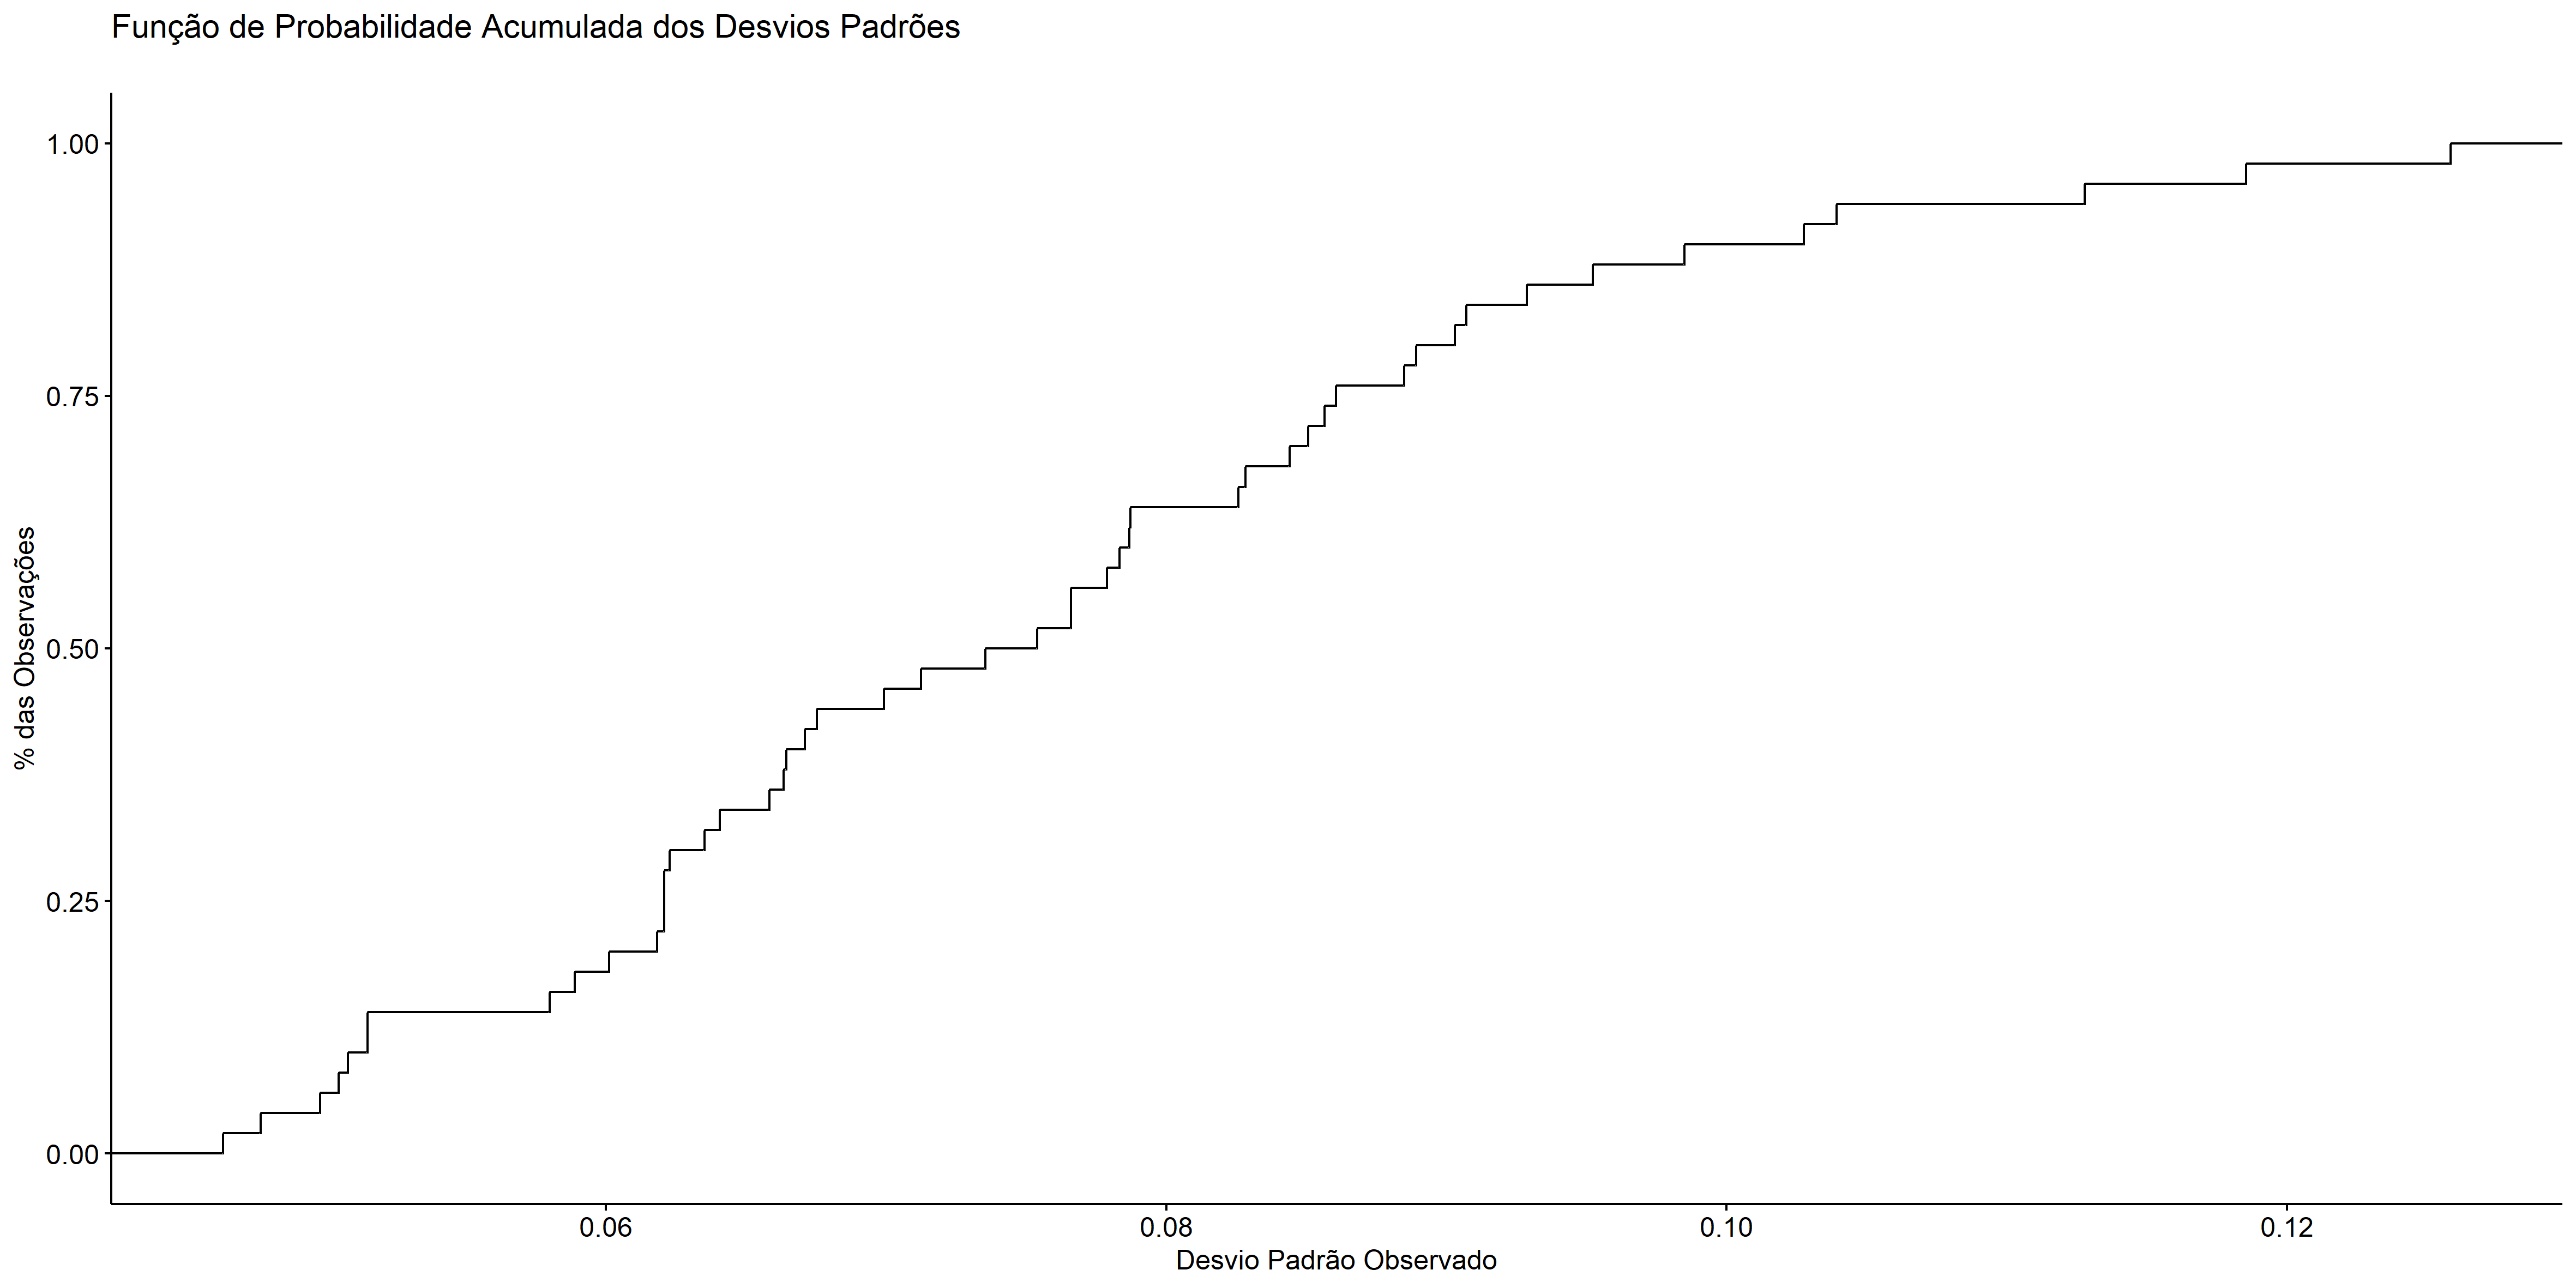 Função de Probabilidade Acumulada dos Desvios Padrões
1.00
0.75
0.50
0.25
0.00
% das Observações
0.06 0.08 0.10 0.12
Desvio Padrão Observado